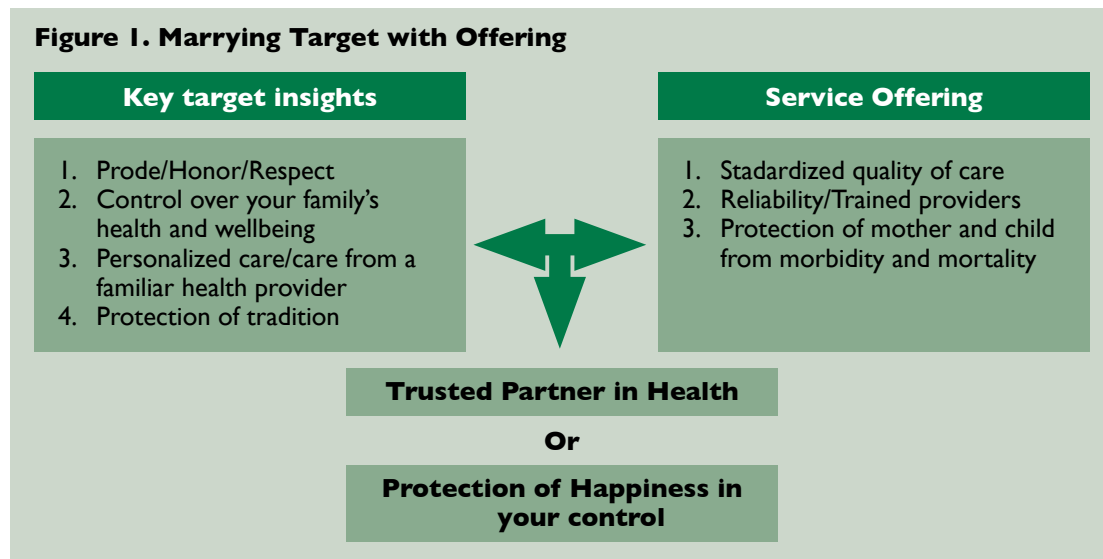 Figure 1. Marrying Target with Offering
Key target insights
1. Prode/Honor/Respect
2. Control over your family’s
health and wellbeing
3. Personalized care/care from a
familiar health provider
4. Protection of tradition
Service Offering
1. Stadardized quality of care
2. Reliability/Trained providers
3. Protection of mother and child
from morbidity and mortality
Trusted Partner in Health
Or
Protection of Happiness in
your control